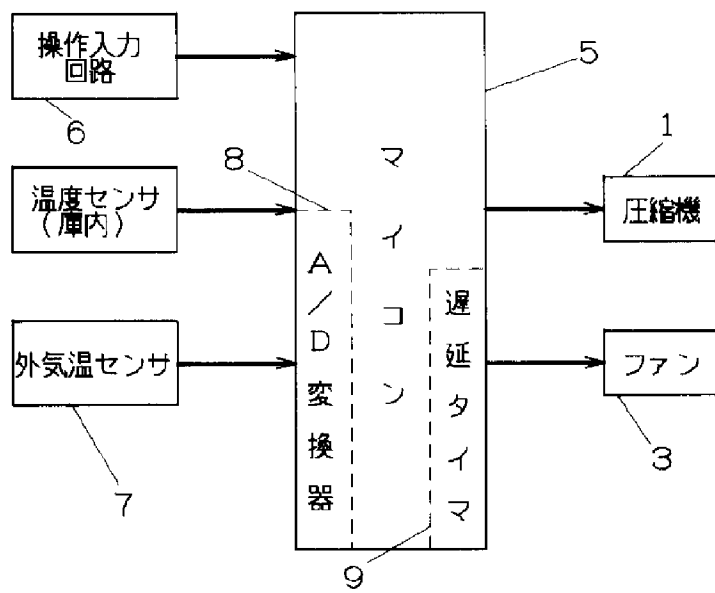 操作入力
回路
6
温度センサ
(庫内)
外気温センサ
7
8
A/D変換器
マイコン
遅延タイマ
9
5
1
圧縮機
ファン
3